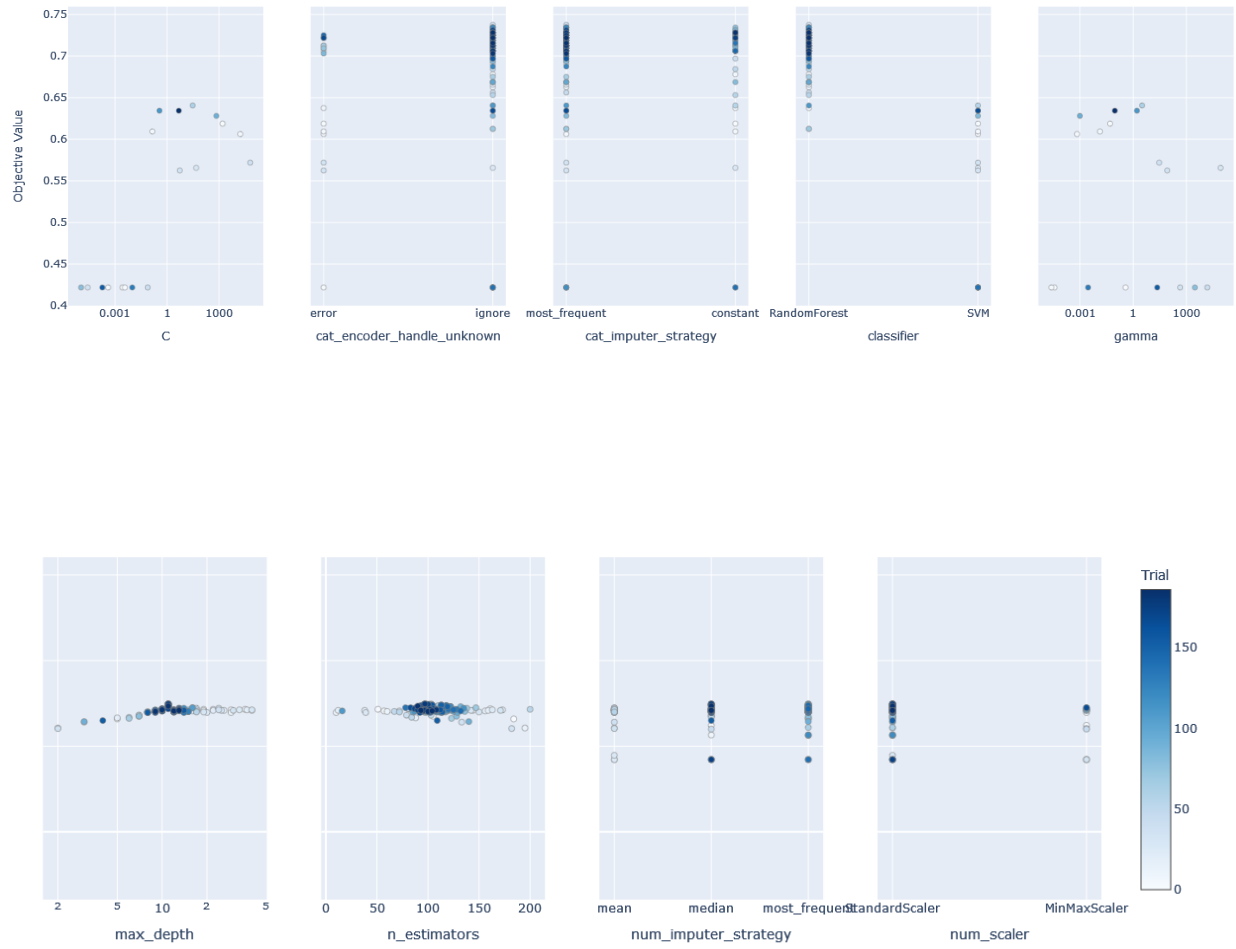 0.75
0.7
0.65
0.6
0.55
0.5
0.45
0.4
Objective Value
0.001 1 1000
C
error ignore
cat_encoder_handle_unknown
most_frequent constant
cat_imputer_strategy
RandomForest SVM
classifier
0.001 1 1000
gamma
Trial
150
100
50
0
2 5 10 2 5
max_depth
0 50 100 150 200
n_estimators
mean median most_frequent
num_imputer_strategy
StandardScaler MinMaxScaler
num_scaler